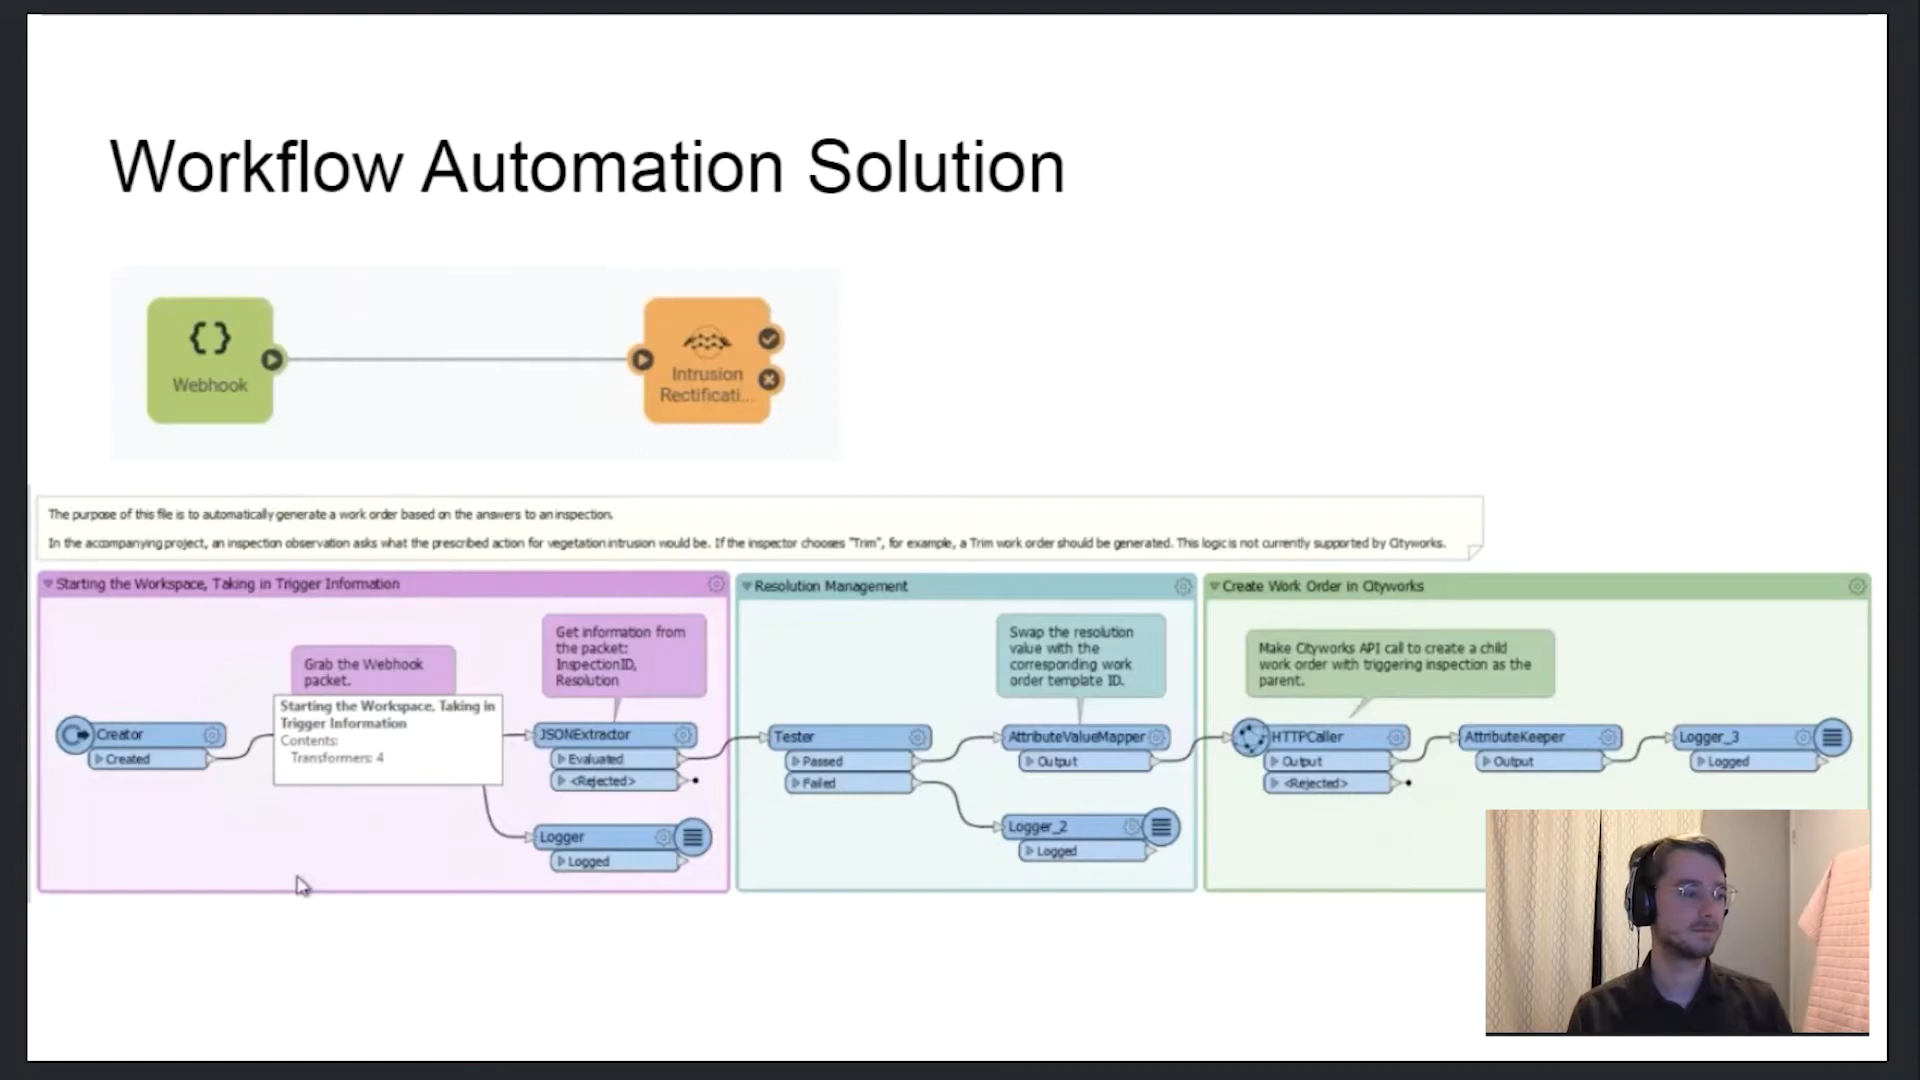 Workflow Automation Solution
{ }
Webhook
Intrusion
Rectificati...
The purpose of this file is to automatically generate a work order based on the answers to an inspection.
In the accompanying project, an inspection observation asks what the prescribed action for vegetation intrusion would be. If the inspector chooses "Trim", for example, a Trim work order should be generated. This logic is not currently supported by Cityworks.
Starting the Workspace, Taking in Trigger Information
Grab the Webhook
packet.
Get information from
the packet:
InspectionID,
Resolution
Creator
Created
Starting the Workspace, Taking in
Trigger Information
Contents:
Transformers: 4
JSONExtractor
Evaluated
<Rejected>
Logger
Logged
Resolution Management
Swap the resolution
value with the
corresponding work
order template ID.
Tester
Passed
Failed
AttributeValueMapper
Output
Logger_2
Logged
Create Work Order in Cityworks
Make Cityworks API call to create a child
work order with triggering inspection as the
parent.
HTTPCaller
Output
<Rejected>
AttributeKeeper
Output
Logger_3
Logged